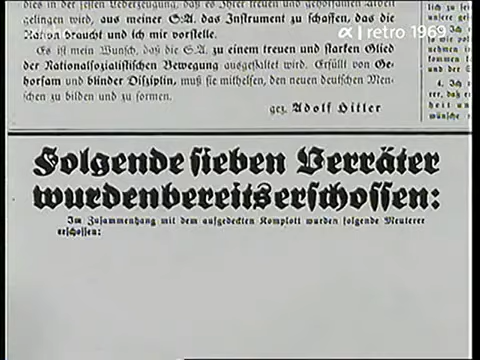 dies in der festen Ueberzeugung, daß es Ihrer treuen und gehorsamen Arbeit
gelingen wird, aus meiner S.A. das Instrument zu schaffen, das die
Nation braucht und ich mir vorstelle.
Es ist mein Wunsch, daß die S.A. zu einem treuen und starken Glied
der Nationalsozialistischen Bewegung ausgestaltet wird. Erfüllt von Ge-
horsam und blinder Disziplin, muß sie mithelfen, den neuen deutschen Men-
schen zu bilden und zu formen.
gez. Adolf Hitler
retro 1969
4. Ich
Folgende sieben Verräter
wurden bereits erschossen:
Im Zusammenhang mit dem aufgedeckten Komplott wurden folgende Meuterer
erschossen: